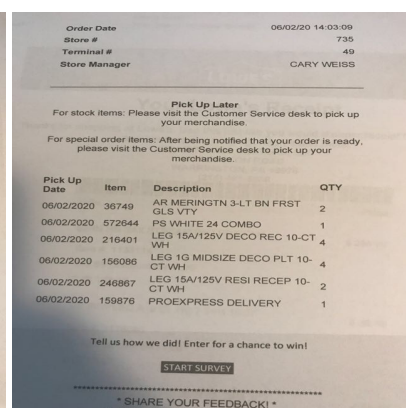 Order Date 06/02/20 14:03:09
Store # 735
Terminal # 49
Store Manager CARY WEISS
Pick Up Later
For stock items: Please visit the Customer Service desk to pick up
your merchandise.
For special order items: After being notified that your order is ready,
please visit the Customer Service desk to pick up your
merchandise.
Pick Up
Date Item Description QTY
06/02/2020 36749 AR MERINGTN 3-LT BN FRST
GLS VTY 2
06/02/2020 572644 PS WHITE 24 COMBO 1
06/02/2020 216401 LEG 15A/125V DECO REC 10-CT
WH 4
06/02/2020 156086 LEG 1G MIDSIZE DECO PLT 10-
CT WH 4
06/02/2020 246867 LEG 15A/125V RESI RECEP 10-
CT WH 2
06/02/2020 159876 PROEXPRESS DELIVERY 1
Tell us how we did! Enter for a chance to win!
START SURVEY
* SHARE YOUR FEEDBACK! *